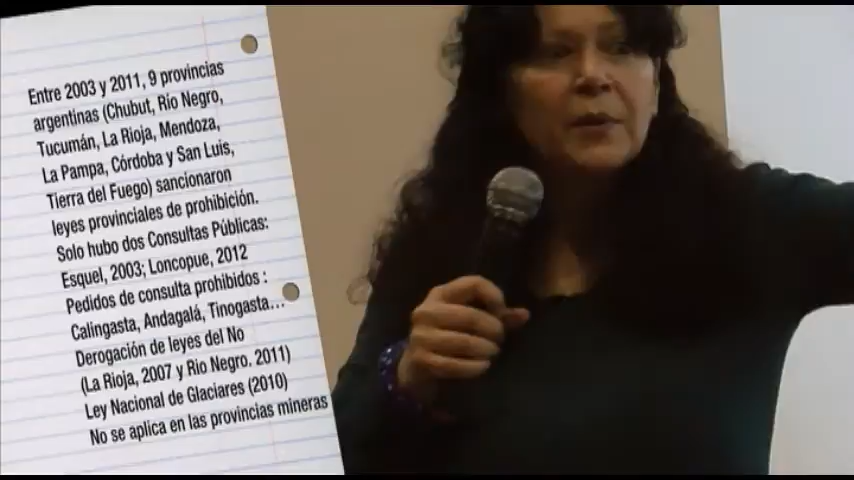 Entre 2003 y 2011, 9 provincias
argentinas (Chubut, Río Negro,
Tucumán, La Rioja, Mendoza,
La Pampa, Córdoba y San Luis,
Tierra del Fuego) sancionaron
leyes provinciales de prohibición.
Solo hubo dos Consultas Públicas:
Esquel, 2003; Loncopue, 2012
Pedidos de consulta prohibidos :
Calingasta, Andagalá, Tinogasta...
Derogación de leyes del No
(La Rioja, 2007 y Rio Negro. 2011)
Ley Nacional de Glaciares (2010)
No se aplica en las provincias mineras